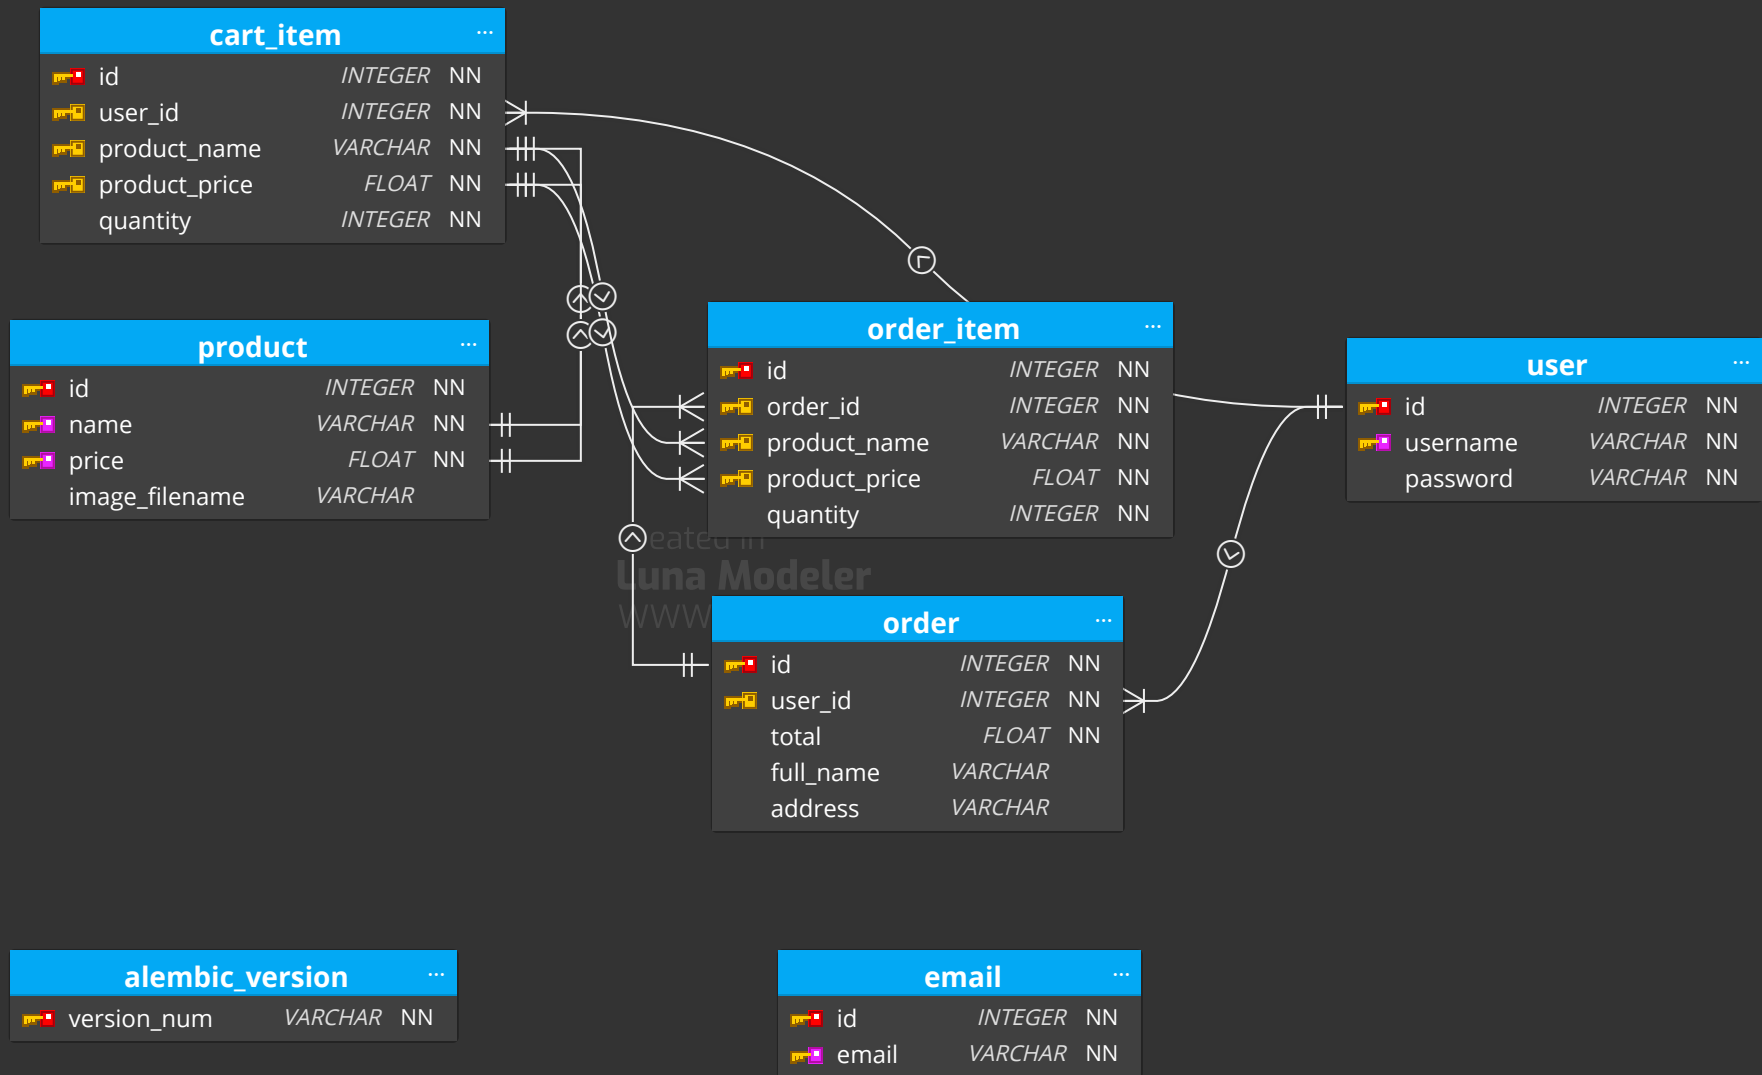 cart_item ...
id INTEGER NN
user_id INTEGER NN
product_name VARCHAR NN
product_price FLOAT NN
quantity INTEGER NN
product ...
id INTEGER NN
name VARCHAR NN
price FLOAT NN
image_filename VARCHAR
order_item ...
id INTEGER NN
order_id INTEGER NN
product_name VARCHAR NN
product_price FLOAT NN
quantity INTEGER NN
user ...
id INTEGER NN
username VARCHAR NN
password VARCHAR NN
eated in
Luna Modeler
WWW
order ...
id INTEGER NN
user_id INTEGER NN
total FLOAT NN
full_name VARCHAR
address VARCHAR
alembic_version ...
version_num VARCHAR NN
email ...
id INTEGER NN
email VARCHAR NN